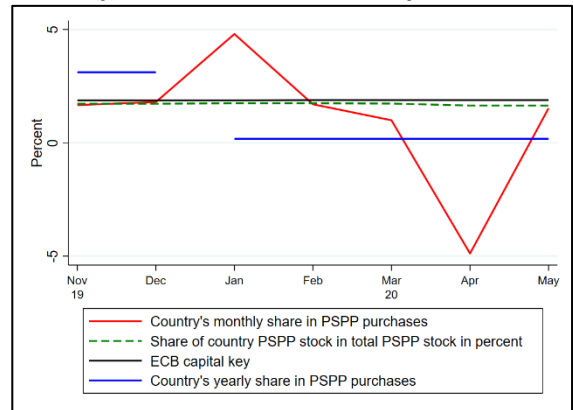 5
0
-5
Percent
Nov Dec Jan Feb Mar Apr May
19 20
Country's monthly share in PSPP purchases
Share of country PSPP stock in total PSPP stock in percent
ECB capital key
Country's yearly share in PSPP purchases